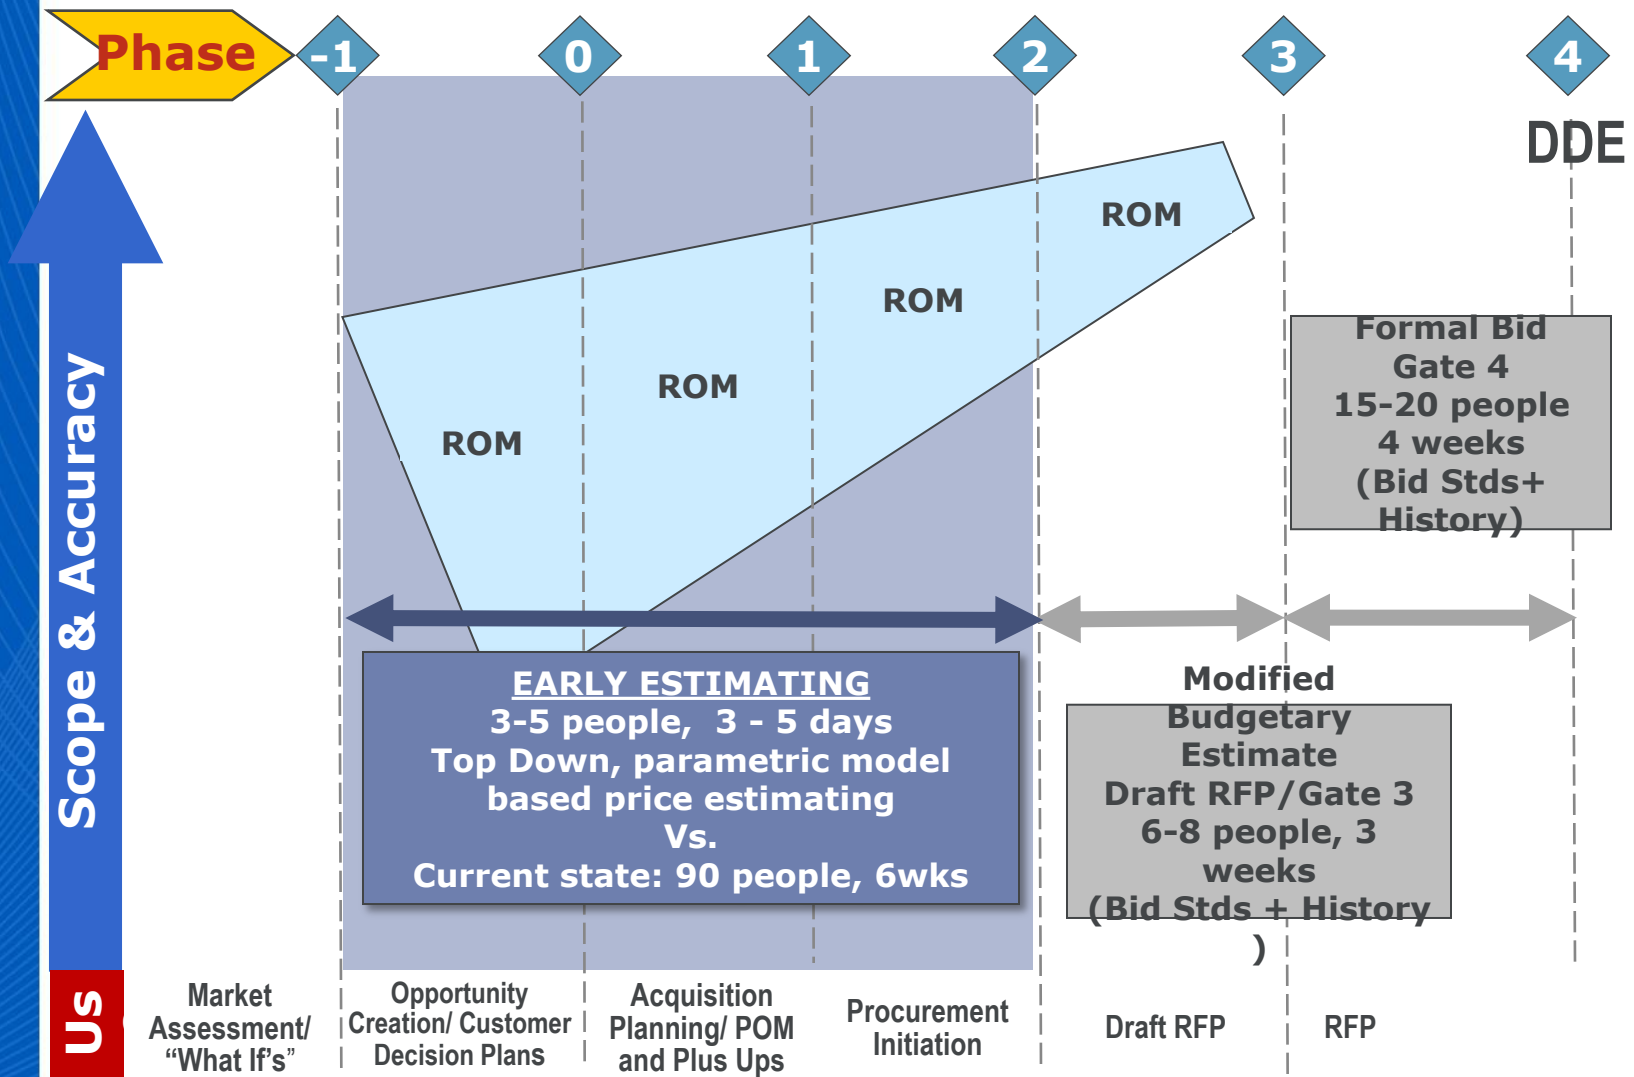 Phase
-1
0
1
2
3
4
DDE
ROM
ROM
ROM
ROM
Scope & Accuracy
Formal Bid
Gate 4
15-20 people
4 weeks
(Bid Stds+
History)
EARLY ESTIMATING
3-5 people, 3 - 5 days
Top Down, parametric model
based price estimating
Vs.
Current state: 90 people, 6wks
Modified
Budgetary
Estimate
Draft RFP/Gate 3
6-8 people, 3
weeks
(Bid Stds + History
)
Us
Market
Assessment/
“What If's”
Opportunity
Creation/ Customer
Decision Plans
Acquisition
Planning/ POM
and Plus Ups
Procurement
Initiation
Draft RFP
RFP